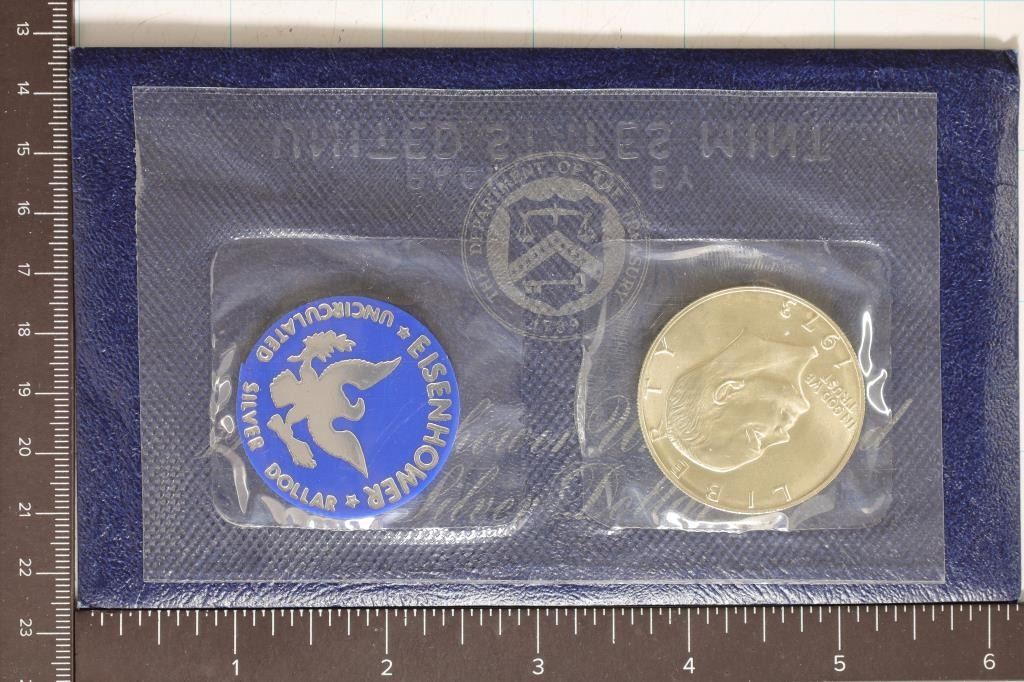 13
14
15
16
17
18
19
20
21
22
23
UNITED STATES MINT
BY
THE DEPARTMENT OF THE TREASURY
1789
★ EISENHOWER ★
UNCIRCULATED SILVER DOLLAR
LIBERTY
IN GOD WE
TRUST
1973
1 2 3 4 5 6